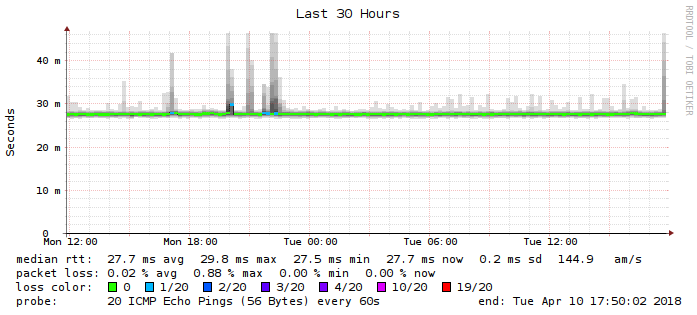 Last 30 Hours
RRDTOOL / TOBI OETIKER
Seconds
40 m
30 m
20 m
10 m
0
Mon 12:00 Mon 18:00 Tue 00:00 Tue 06:00 Tue 12:00
median rtt: 27.7 ms avg 29.8 ms max 27.5 ms min 27.7 ms now 0.2 ms sd 144.9 am/s
packet loss: 0.02 % avg 0.88 % max 0.00 % min 0.00 % now
loss color: 0 1/20 2/20 3/20 4/20 10/20 19/20
probe: 20 ICMP Echo Pings (56 Bytes) every 60s end: Tue Apr 10 17:50:02 2018